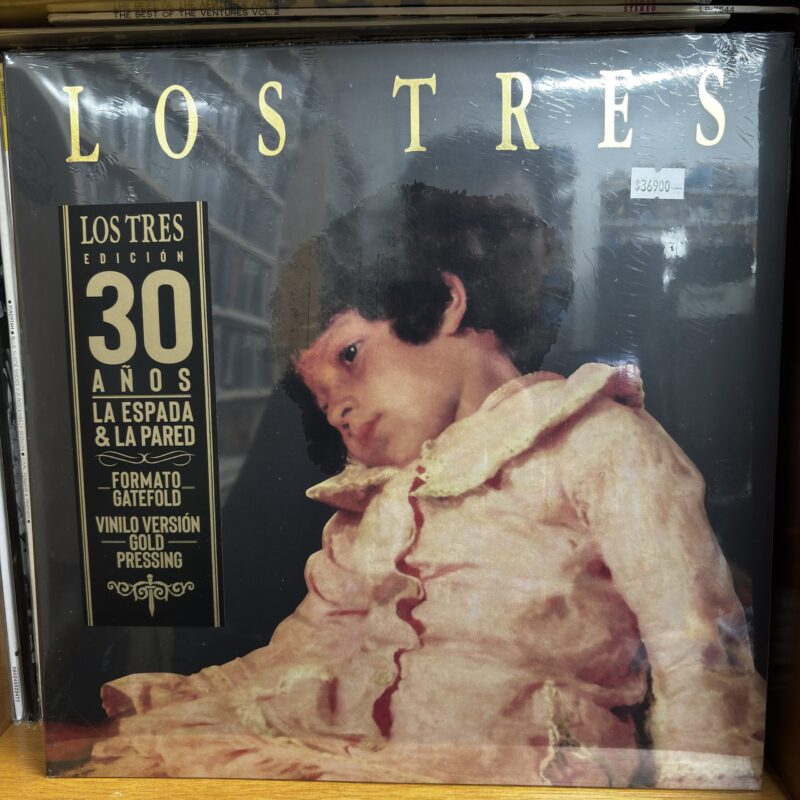 THE BEST OF THE VENTURES VOL 2
STEREO
LOS TRES
$36900
LOS TRES
EDICIÓN
30
AÑOS
LA ESPADA
& LA PARED
FORMATO
GATEFOLD
VINILO VERSIÓN
GOLD
PRESSING